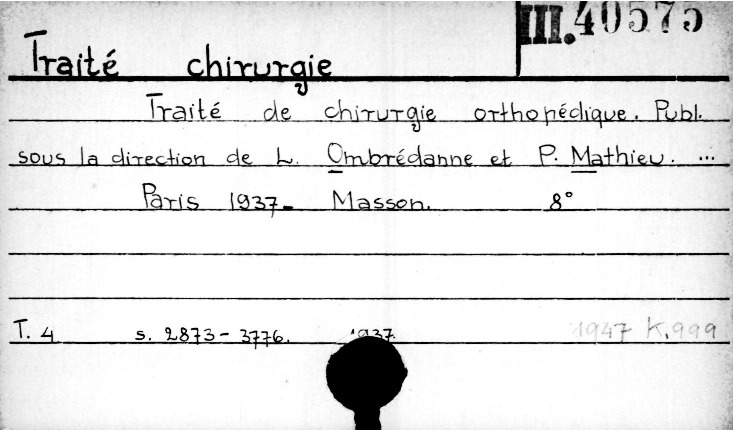 III. 40575
Traité chirurgie
Traité de chirurgie orthopédique. Publ.
sous la direction de L. Ombrédanne et P. Mathieu. ...
Paris 1937- Masson. 8°
T. 4 s. 2873-3776. 1937. 1947 K.999